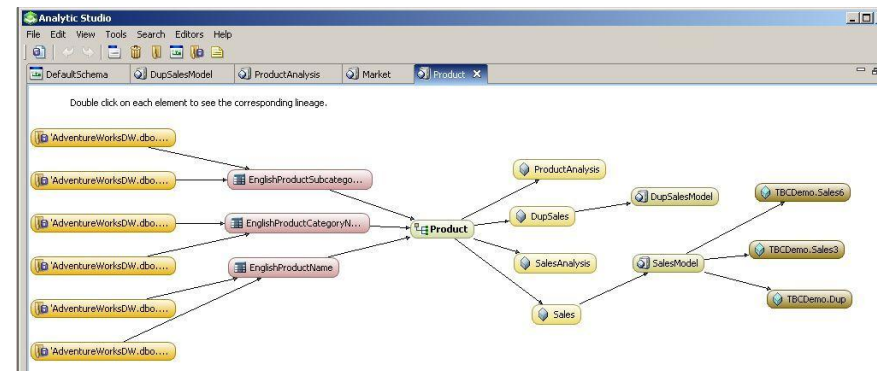 Analytic Studio
File Edit View Tools Search Editors Help
DefaultSchema DupSalesModel ProductAnalysis Market Product
Double click on each element to see the corresponding lineage.
'AdventureWorksDW.dbo....
'AdventureWorksDW.dbo....
'AdventureWorksDW.dbo....
'AdventureWorksDW.dbo....
'AdventureWorksDW.dbo....
'AdventureWorksDW.dbo....
EnglishProductSubcatego...
EnglishProductCategoryN...
EnglishProductName
Product
ProductAnalysis
DupSales
SalesAnalysis
Sales
DupSalesModel
SalesModel
TBCDemo.Sales6
TBCDemo.Sales3
TBCDemo.Dup